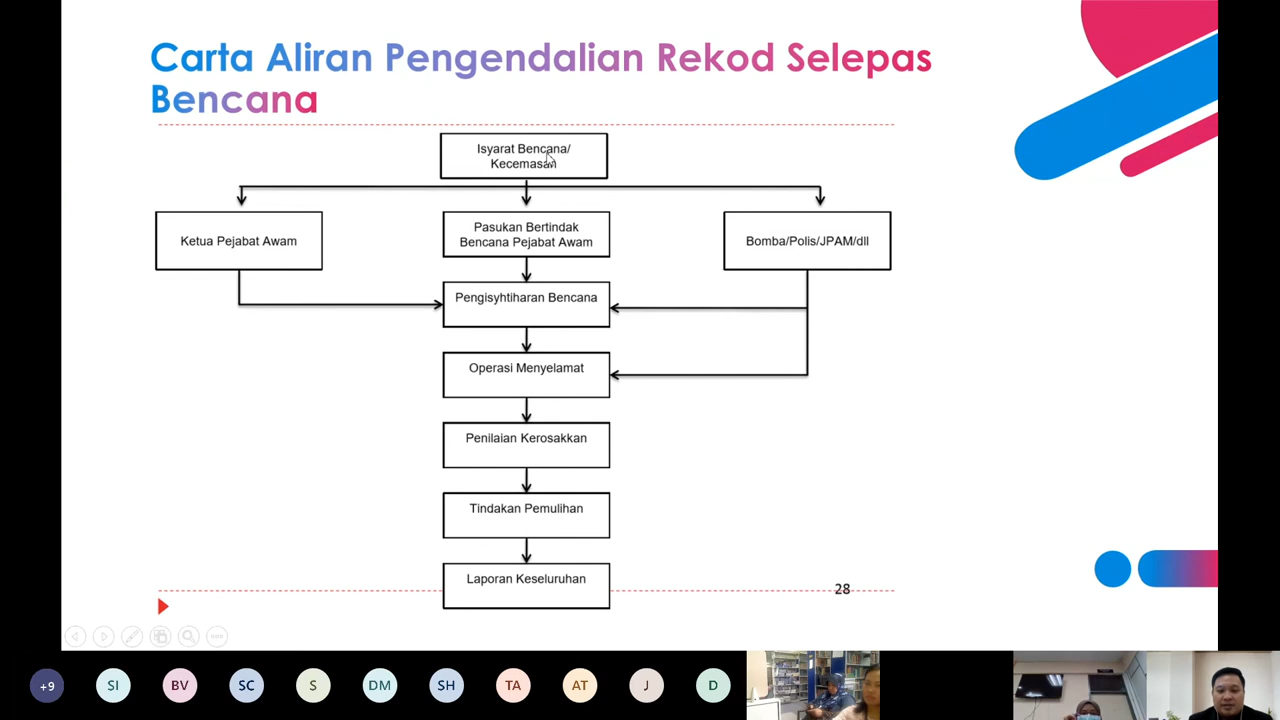 Carta Aliran Pengendalian Rekod Selepas
Bencana
Isyarat Bencana/
Kecemasan
Ketua Pejabat Awam
Pasukan Bertindak
Bencana Pejabat Awam
Bomba/Polis/JPAM/dll
Pengisyhtiharan Bencana
Operasi Menyelamat
Penilaian Kerosakkan
Tindakan Pemulihan
Laporan Keseluruhan
28
+9
SI
BV
SC
S
DM
SH
TA
AT
J
D